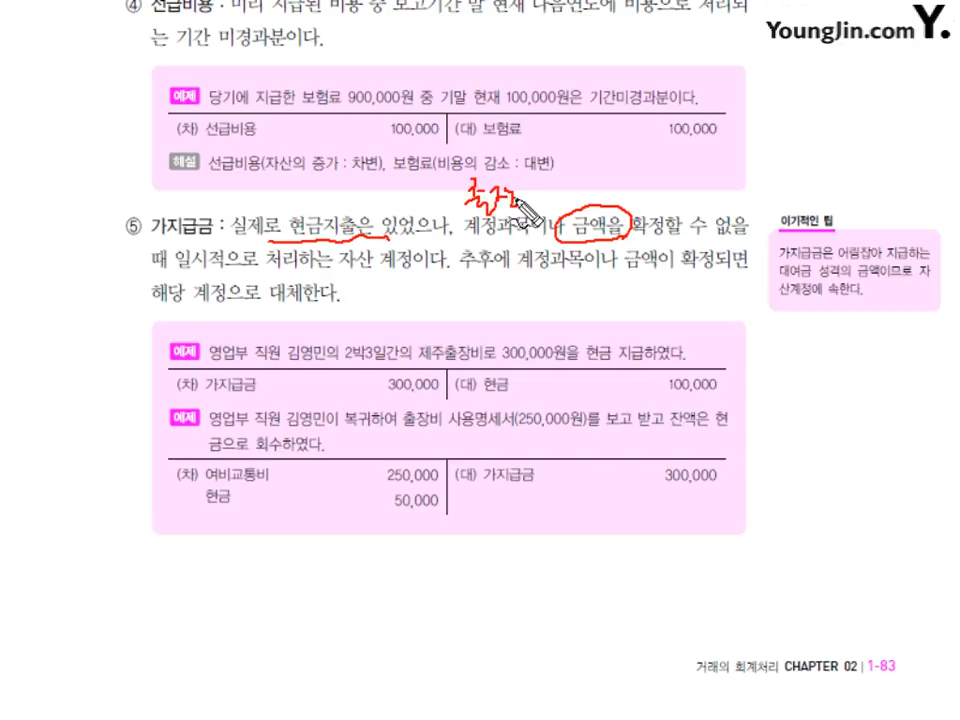 ④ 선급비용 : 미리 지급된 비용 중 보고기간 말 현재 다음연도에 비용으로 처리되
는 기간 미경과분이다.
YoungJin.com Y.
예제 당기에 지급한 보험료 900,000원 중 기말 현재 100,000원은 기간미경과분이다.
(차) 선급비용 100,000 (대) 보험료 100,000
해설 선급비용(자산의 증가 : 차변), 보험료(비용의 감소 : 대변)
⑤ 가지급금 : 실제로 현금지출은 있었으나, 계정과목이나 금액을 확정할 수 없을
때 일시적으로 처리하는 자산 계정이다. 추후에 계정과목이나 금액이 확정되면
해당 계정으로 대체한다.
이기적인 팁
가지급금은 어림잡아 지급하는
대여금 성격의 금액이므로 자
산계정에 속한다.
예제 영업부 직원 김영민의 2박3일간의 제주출장비로 300,000원을 현금 지급하였다.
(차) 가지급금 300,000 (대) 현금 100,000
예제 영업부 직원 김영민이 복귀하여 출장비 사용명세서(250,000원)를 보고 받고 잔액은 현
금으로 회수하였다.
(차) 여비교통비 250,000 (대) 가지급금 300,000
현금 50,000
거래의 회계처리 CHAPTER 02 | 1-83